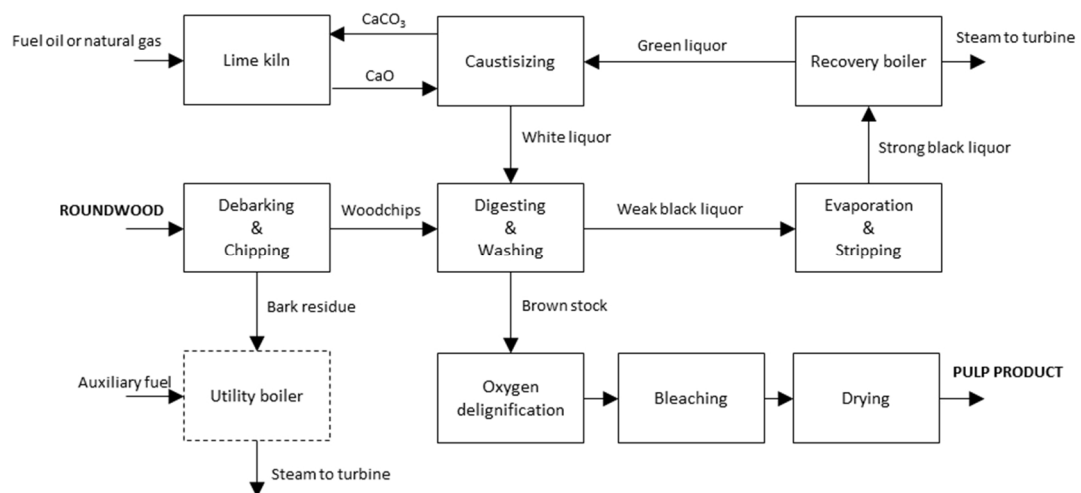 CaCO3
Fuel oil or natural gas
Lime kiln
CaO
Caustisizing
Green liquor
Recovery boiler
Steam to turbine
White liquor
Strong black liquor
ROUNDWOOD
Debarking
&
Chipping
Woodchips
Digesting
&
Washing
Weak black liquor
Evaporation
&
Stripping
Bark residue
Brown stock
Auxiliary fuel
Utility boiler
Oxygen
delignification
Bleaching
Drying
PULP PRODUCT
Steam to turbine